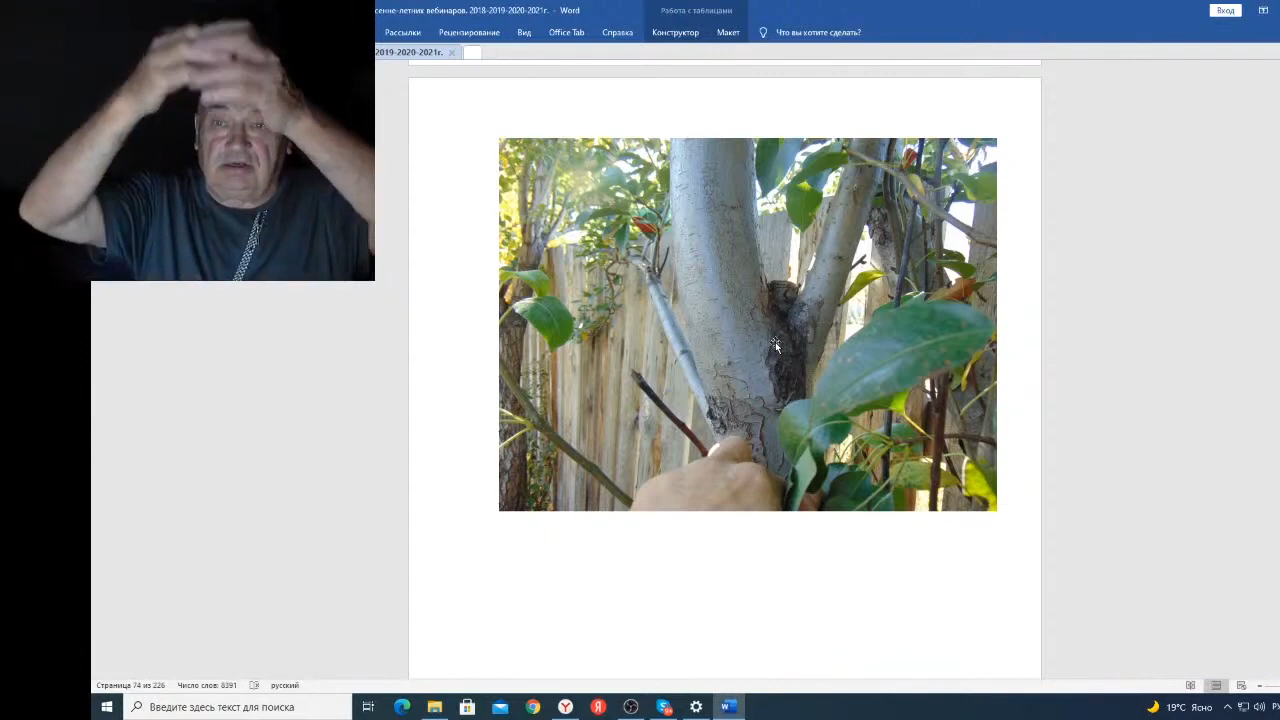 сенне-летних вебинаров. 2018-2019-2020-2021г. - Word
Работа с таблицами
Вход
Рассылки Рецензирование Вид Office Tab Справка Конструктор Макет Что вы хотите сделать?
2019-2020-2021г.
Страница 74 из 226 Число слов: 8391 русский
Введите здесь текст для поиска
19°C Ясно